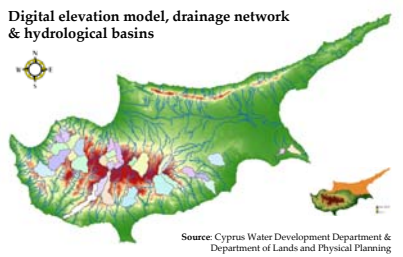 Digital elevation model, drainage network
& hydrological basins
N
W
E
S
Source: Cyprus Water Development Department &
Department of Lands and Physical Planning